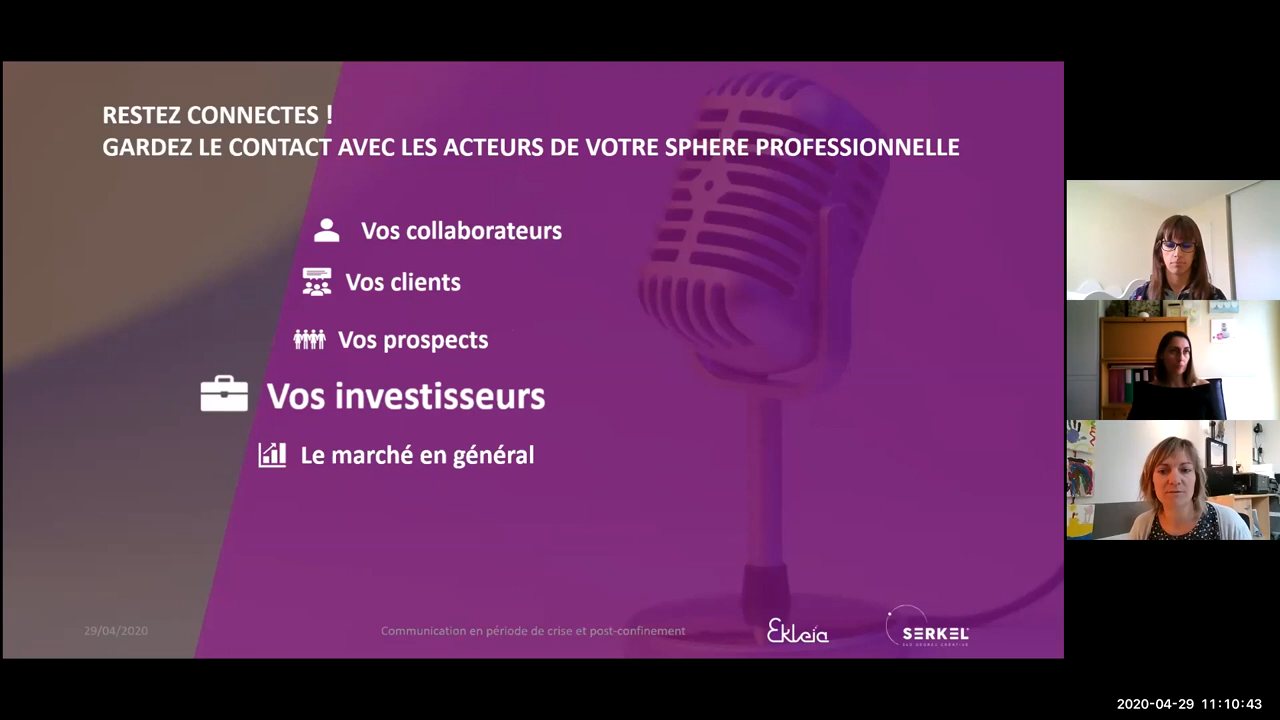 RESTEZ CONNECTES !
GARDEZ LE CONTACT AVEC LES ACTEURS DE VOTRE SPHERE PROFESSIONNELLE
Vos collaborateurs
Vos clients
Vos prospects
Vos investisseurs
Le marché en général
29/04/2020
Communication en période de crise et post-confinement
Ekleia
SERKEL
2020-04-29 11:10:43